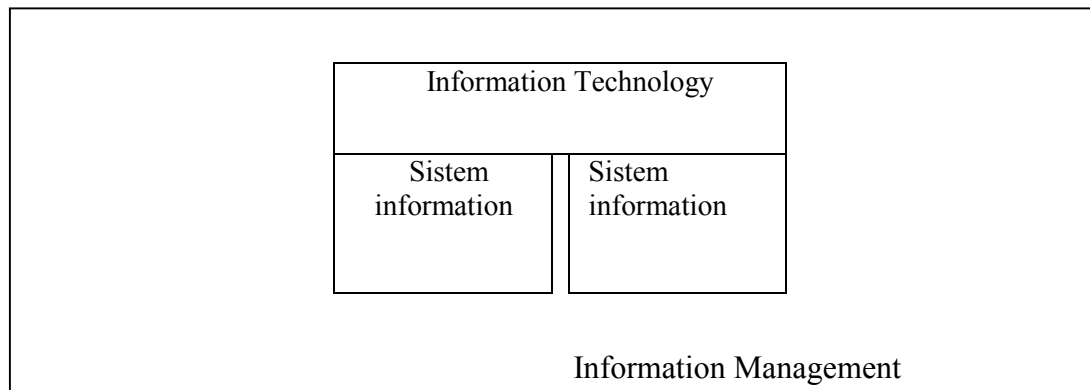 Information Technology
Sistem
information
Sistem
information
Information Management